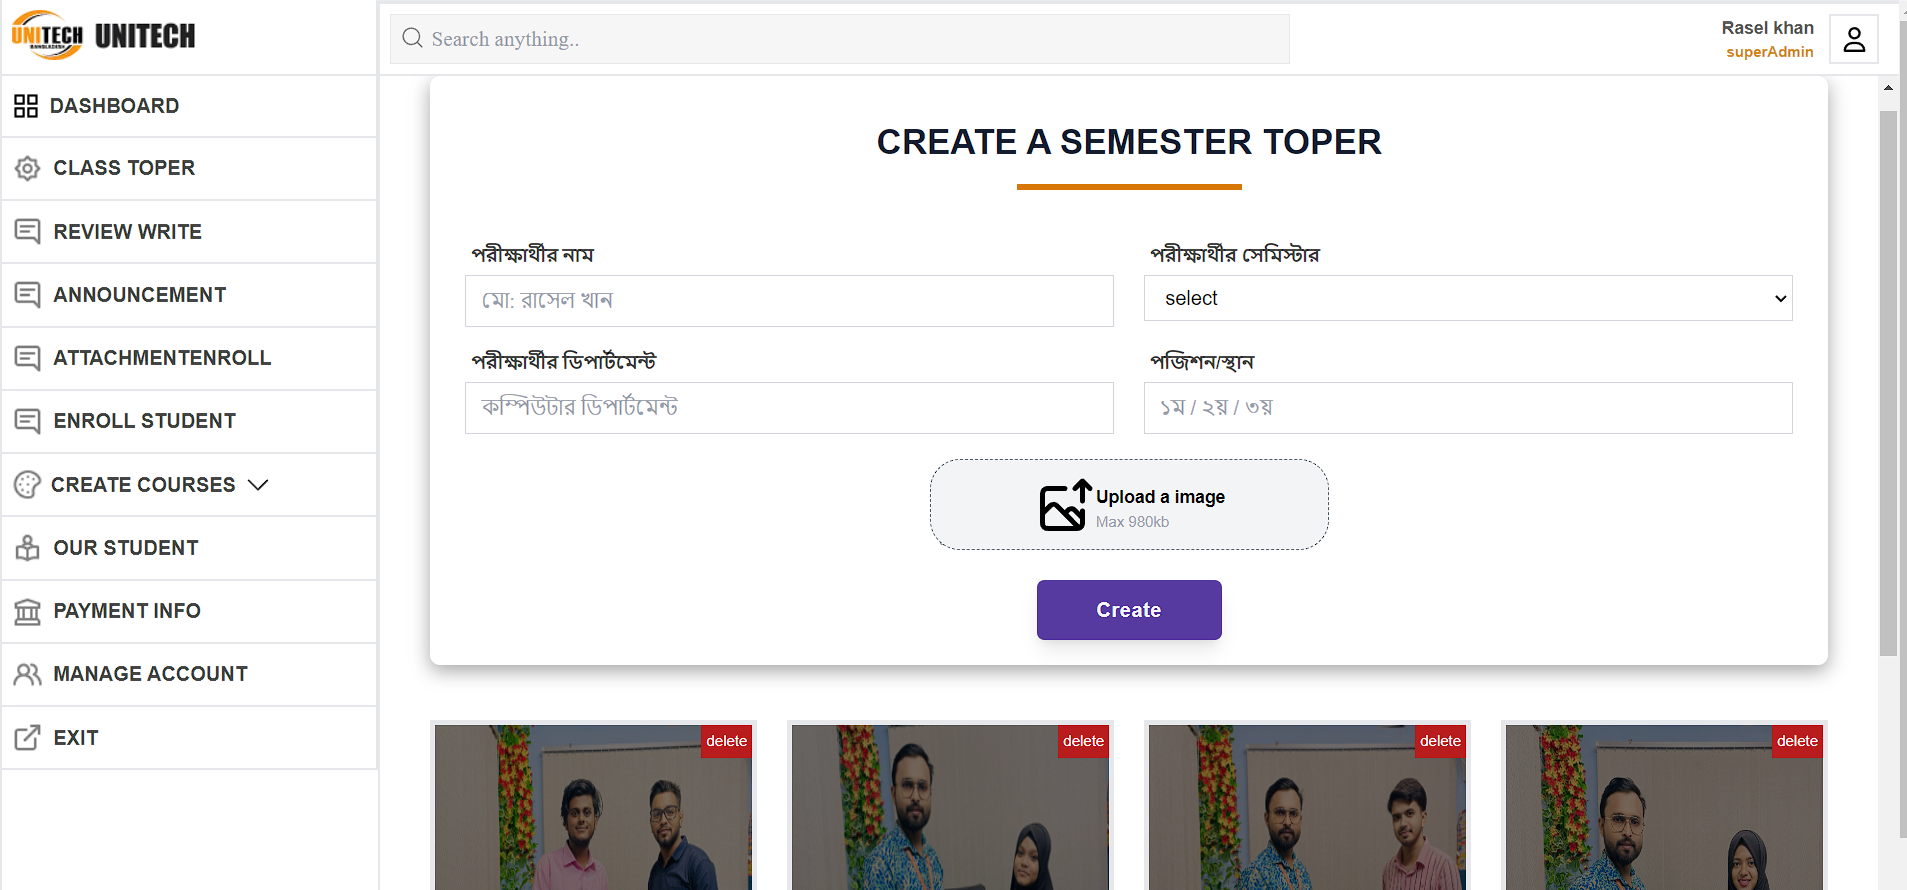 UNITECH
BANGLADESH
UNITECH
Search anything..
Rasel khan
superAdmin
DASHBOARD
CLASS TOPER
REVIEW WRITE
ANNOUNCEMENT
ATTACHMENTENROLL
ENROLL STUDENT
CREATE COURSES
OUR STUDENT
PAYMENT INFO
MANAGE ACCOUNT
EXIT
CREATE A SEMESTER TOPER
পরীক্ষার্থীর নাম
মো: রাসেল খান
পরীক্ষার্থীর সেমিস্টার
select
পরীক্ষার্থীর ডিপার্টমেন্ট
কম্পিউটার ডিপার্টমেন্ট
পজিশন/স্থান
১ম / ২য় / ৩য়
Upload a image
Max 980kb
Create
delete
delete
delete
delete